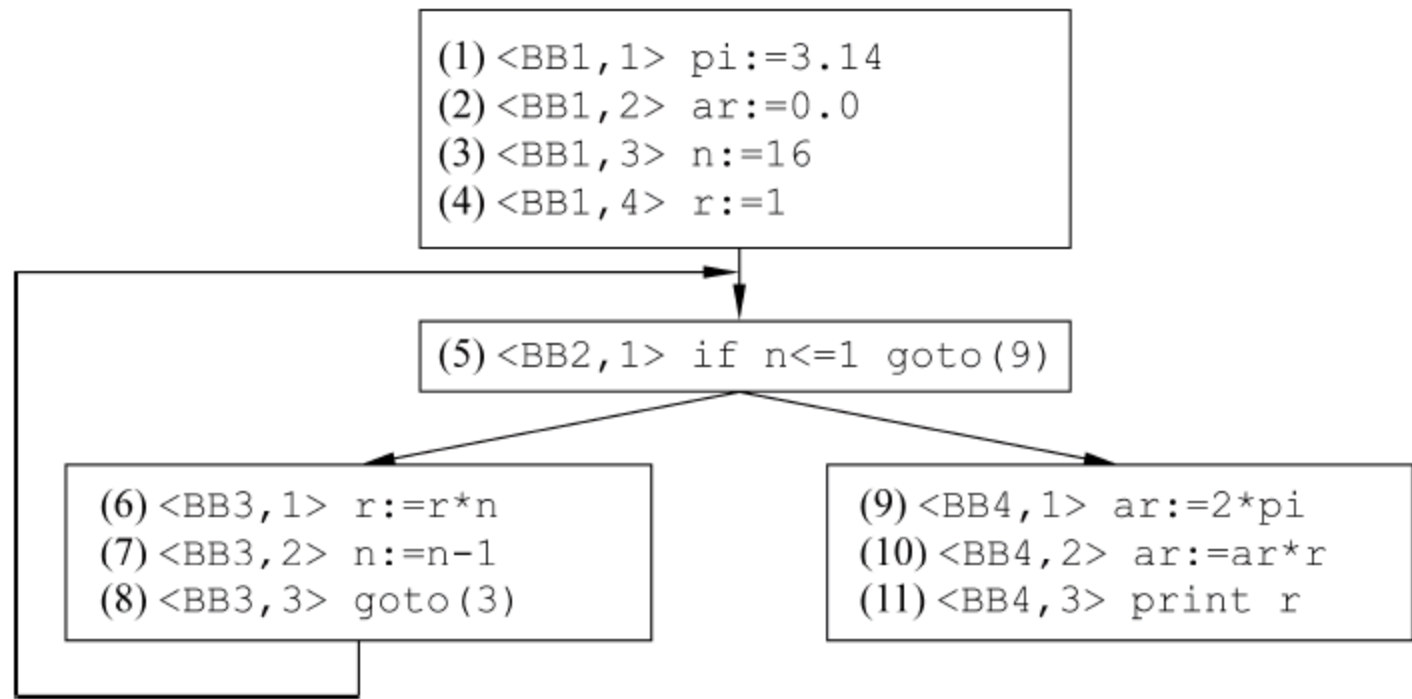 (1) <BB1,1> pi:=3.14
(2) <BB1,2> ar:=0.0
(3) <BB1,3> n:=16
(4) <BB1,4> r:=1
(5) <BB2,1> if n<=1 goto(9)
(6) <BB3,1> r:=r*n
(7) <BB3,2> n:=n-1
(8) <BB3,3> goto(3)
(9) <BB4,1> ar:=2*pi
(10) <BB4,2> ar:=ar*r
(11) <BB4,3> print r